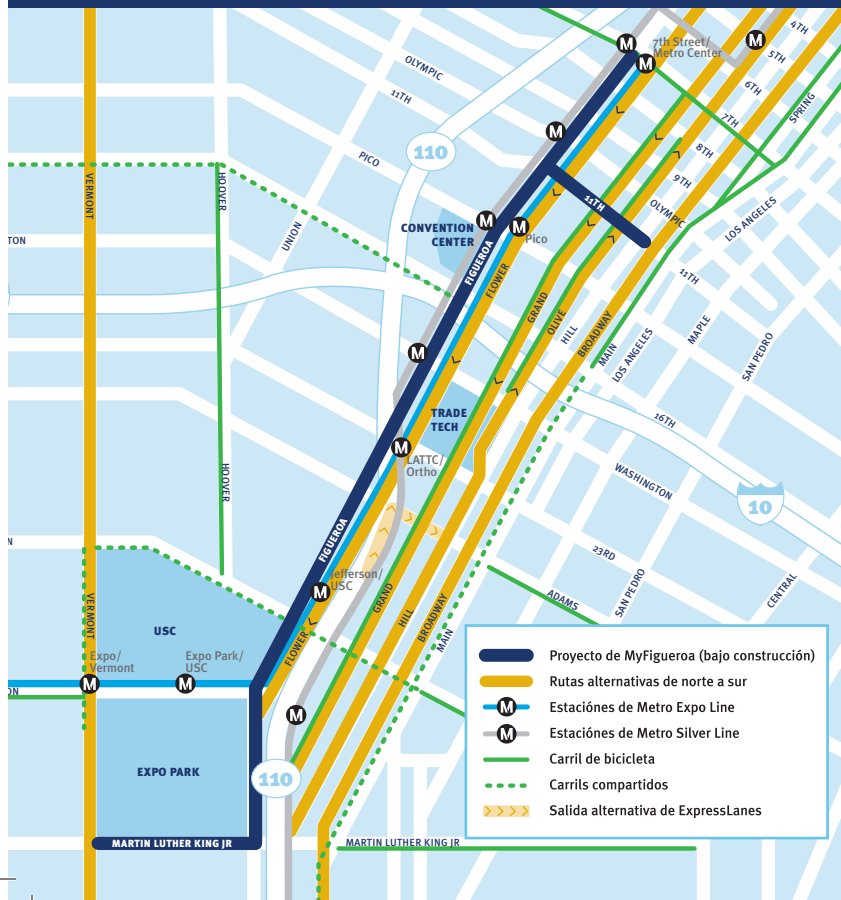 4TH
7th Street/
Metro Center
M
M
M
5TH
OLYMPIC
6TH
11TH
SPRING
7TH
M
110
8TH
PICO
VERMONT
HOOVER
9TH
11TH
OLYMPIC
LOS ANGELES
UNION
CONVENTION
CENTER
M
M
Pico
TON
FIGUEROA
FLOWER
11TH
GRAND
OLIVE
HILL
BROADWAY
MAIN
LOS ANGELES
MAPLE
SAN PEDRO
M
TRADE
TECH
16TH
M
LATTC/
Ortho
HOOVER
WASHINGTON
10
FIGUEROA
N
23RD
Jefferson/
USC
M
GRAND
HILL
BROADWAY
MAIN
ADAMS
SAN PEDRO
CENTRAL
VERMONT
USC
FLOWER
Expo/
Vermont
Expo Park/
USC
M
M
ON
M
EXPO PARK
110
MARTIN LUTHER KING JR
MARTIN LUTHER KING JR
Proyecto de MyFigueroa (bajo construcción)
Rutas alternativas de norte a sur
M Estaciónes de Metro Expo Line
M Estaciónes de Metro Silver Line
Carril de bicicleta
Carrils compartidos
Salida alternativa de ExpressLanes